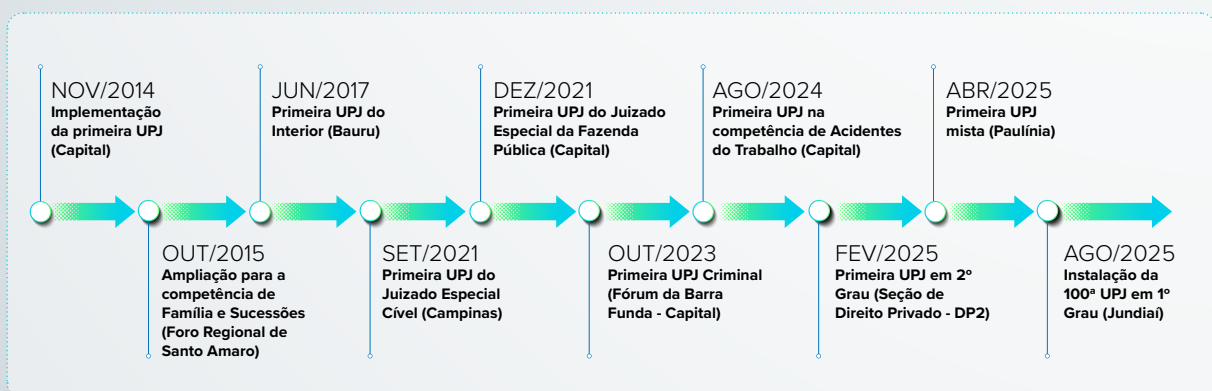 NOV/2014
Implementação
da primeira UPJ
(Capital)
OUT/2015
Ampliação para a
competência de
Família e Sucessões
(Foro Regional de
Santo Amaro)
JUN/2017
Primeira UPJ do
Interior (Bauru)
SET/2021
Primeira UPJ do
Juizado Especial
Cível (Campinas)
DEZ/2021
Primeira UPJ do Juizado
Especial da Fazenda
Pública (Capital)
OUT/2023
Primeira UPJ Criminal
(Fórum da Barra
Funda - Capital)
AGO/2024
Primeira UPJ na
competência de Acidentes
do Trabalho (Capital)
FEV/2025
Primeira UPJ em 2º
Grau (Seção de
Direito Privado - DP2)
ABR/2025
Primeira UPJ
mista (Paulínia)
AGO/2025
Instalação da
100ª UPJ em 1º
Grau (Jundiaí)